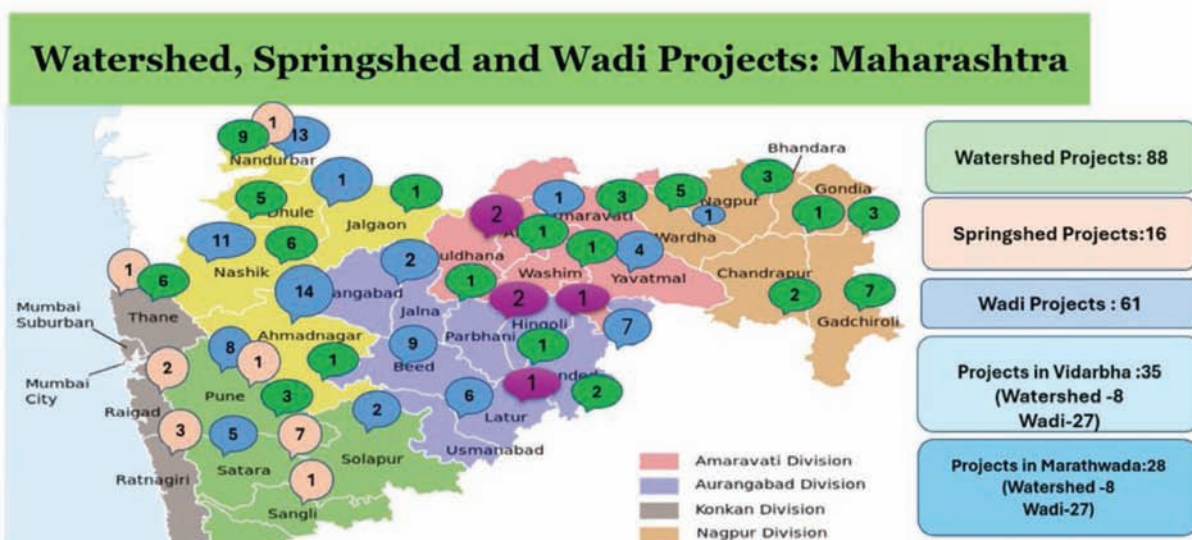 Watershed, Springshed and Wadi Projects: Maharashtra
1
9
13
Nandurbar
1
1
5
Dhule
Jalgaon
11
6
Nashik
1
6
Thane
Mumbai
Suburban
Mumbai
City
14
angabad
2
Jalna
Ahmadnagar
8
1
1
2
Pune
3
Raigad
9
Beed
3
5
7
2
Satara
Solapur
Ratnagiri
1
Sangli
6
Latur
Usmanabad
2
1
3
maravati
5
3
Bhandara
Nagpur
1
Gondia
1
3
1
1
4
uldhana
Washim
Yavatmal
Wardha
1
2
1
Chandrapur
2
7
Gadchiroli
Parbhani
Hingoli
7
1
1
nded
2
Amaravati Division
Aurangabad Division
Konkan Division
Nagpur Division
Watershed Projects: 88
Springshed Projects:16
Wadi Projects : 61
Projects in Vidarbha :35
(Watershed -8
Wadi-27)
Projects in Marathwada:28
(Watershed -8
Wadi-27)